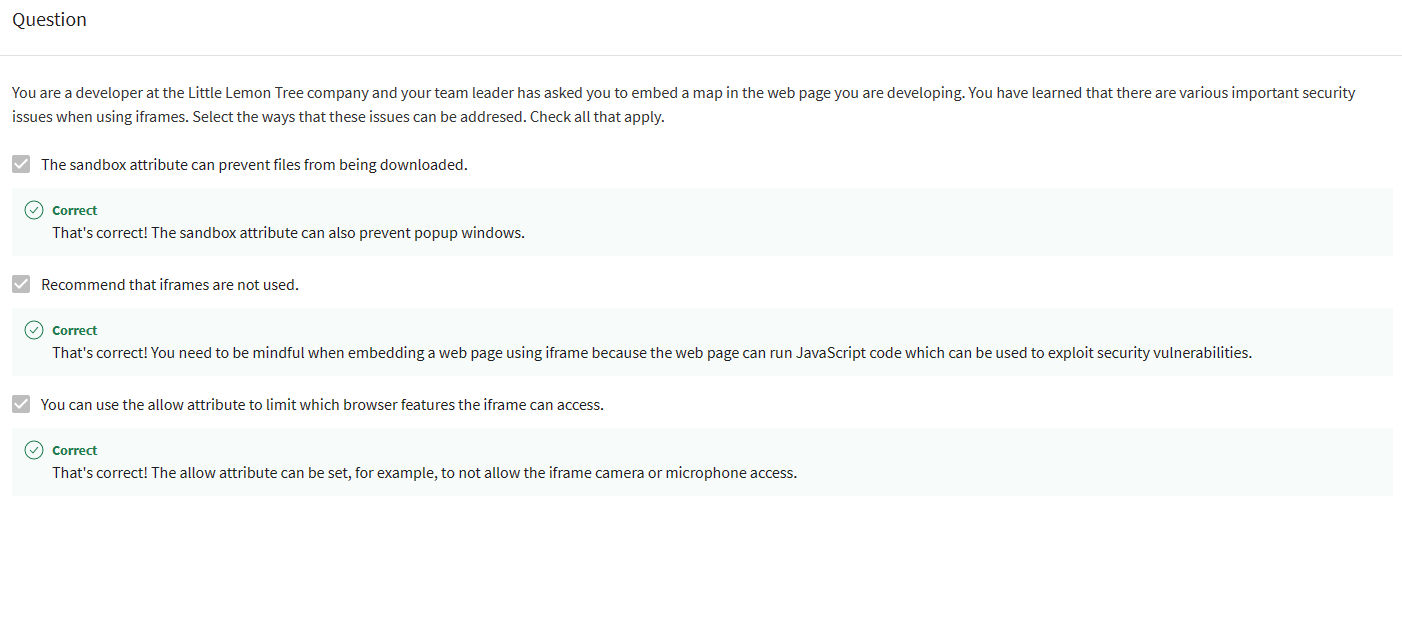 Question
You are a developer at the Little Lemon Tree company and your team leader has asked you to embed a map in the web page you are developing. You have learned that there are various important security
issues when using iframes. Select the ways that these issues can be addresed. Check all that apply.
The sandbox attribute can prevent files from being downloaded.
Correct
That's correct! The sandbox attribute can also prevent popup windows.
Recommend that iframes are not used.
Correct
That's correct! You need to be mindful when embedding a web page using iframe because the web page can run JavaScript code which can be used to exploit security vulnerabilities.
You can use the allow attribute to limit which browser features the iframe can access.
Correct
That's correct! The allow attribute can be set, for example, to not allow the iframe camera or microphone access.